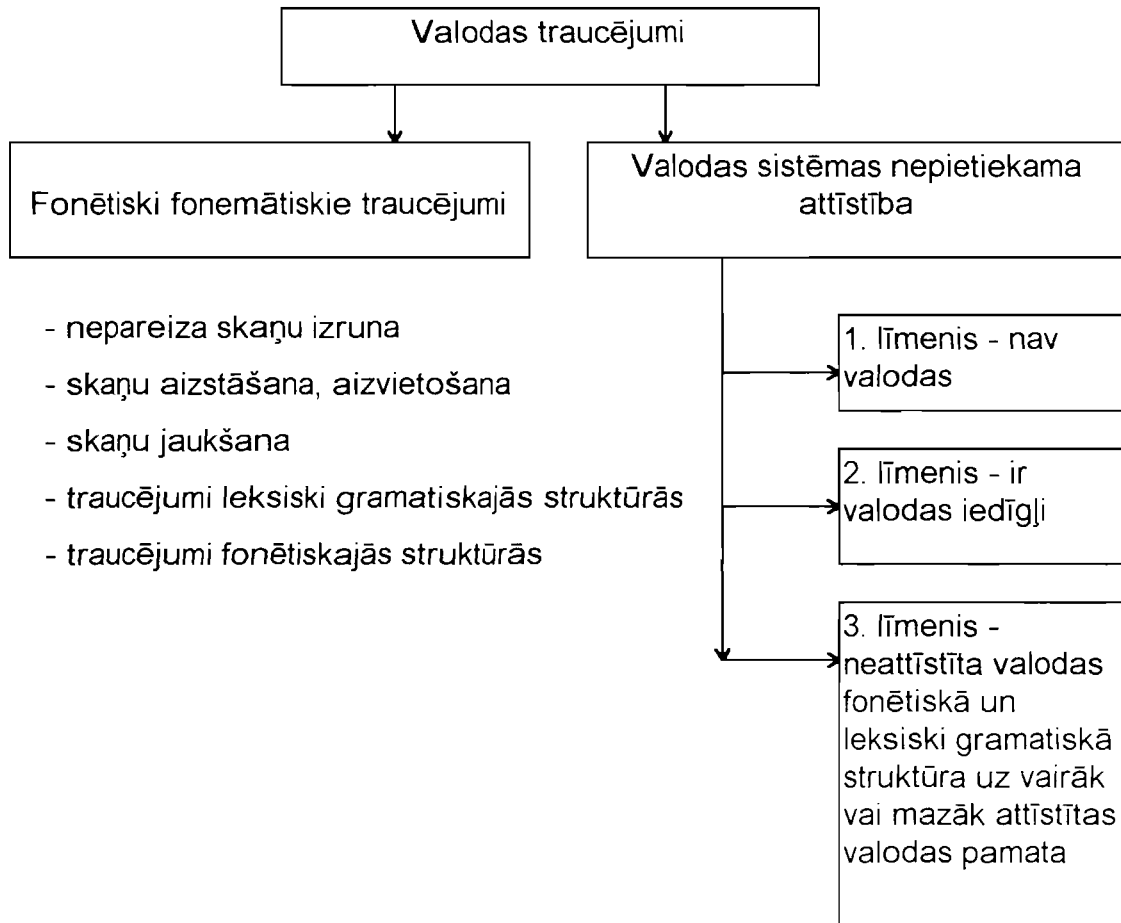 Valodas traucējumi
Fonētiski fonemātiskie traucējumi
Valodas sistēmas nepietiekama
attīstība
- nepareiza skaņu izruna
- skaņu aizstāšana, aizvietošana
- skaņu jaukšana
- traucējumi leksiski gramatiskajās struktūrās
- traucējumi fonētiskajās struktūrās
1. līmenis - nav
valodas
2. līmenis - ir
valodas iedīgļi
3. līmenis -
neattīstīta valodas
fonētiskā un
leksiski gramatiskā
struktūra uz vairāk
vai mazāk attīstītas
valodas pamata